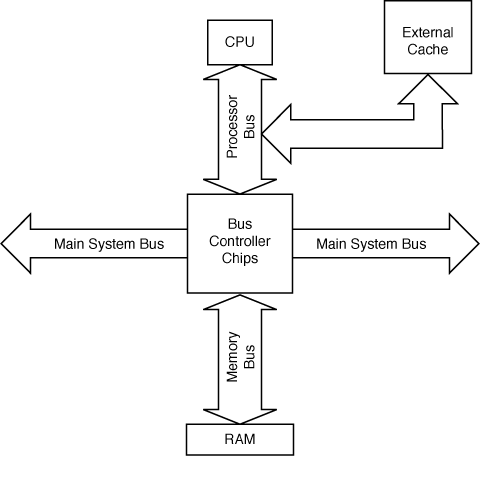 CPU
External
Cache
Processor
Bus
Bus
Controller
Chips
Main System Bus
Main System Bus
Memory
Bus
RAM